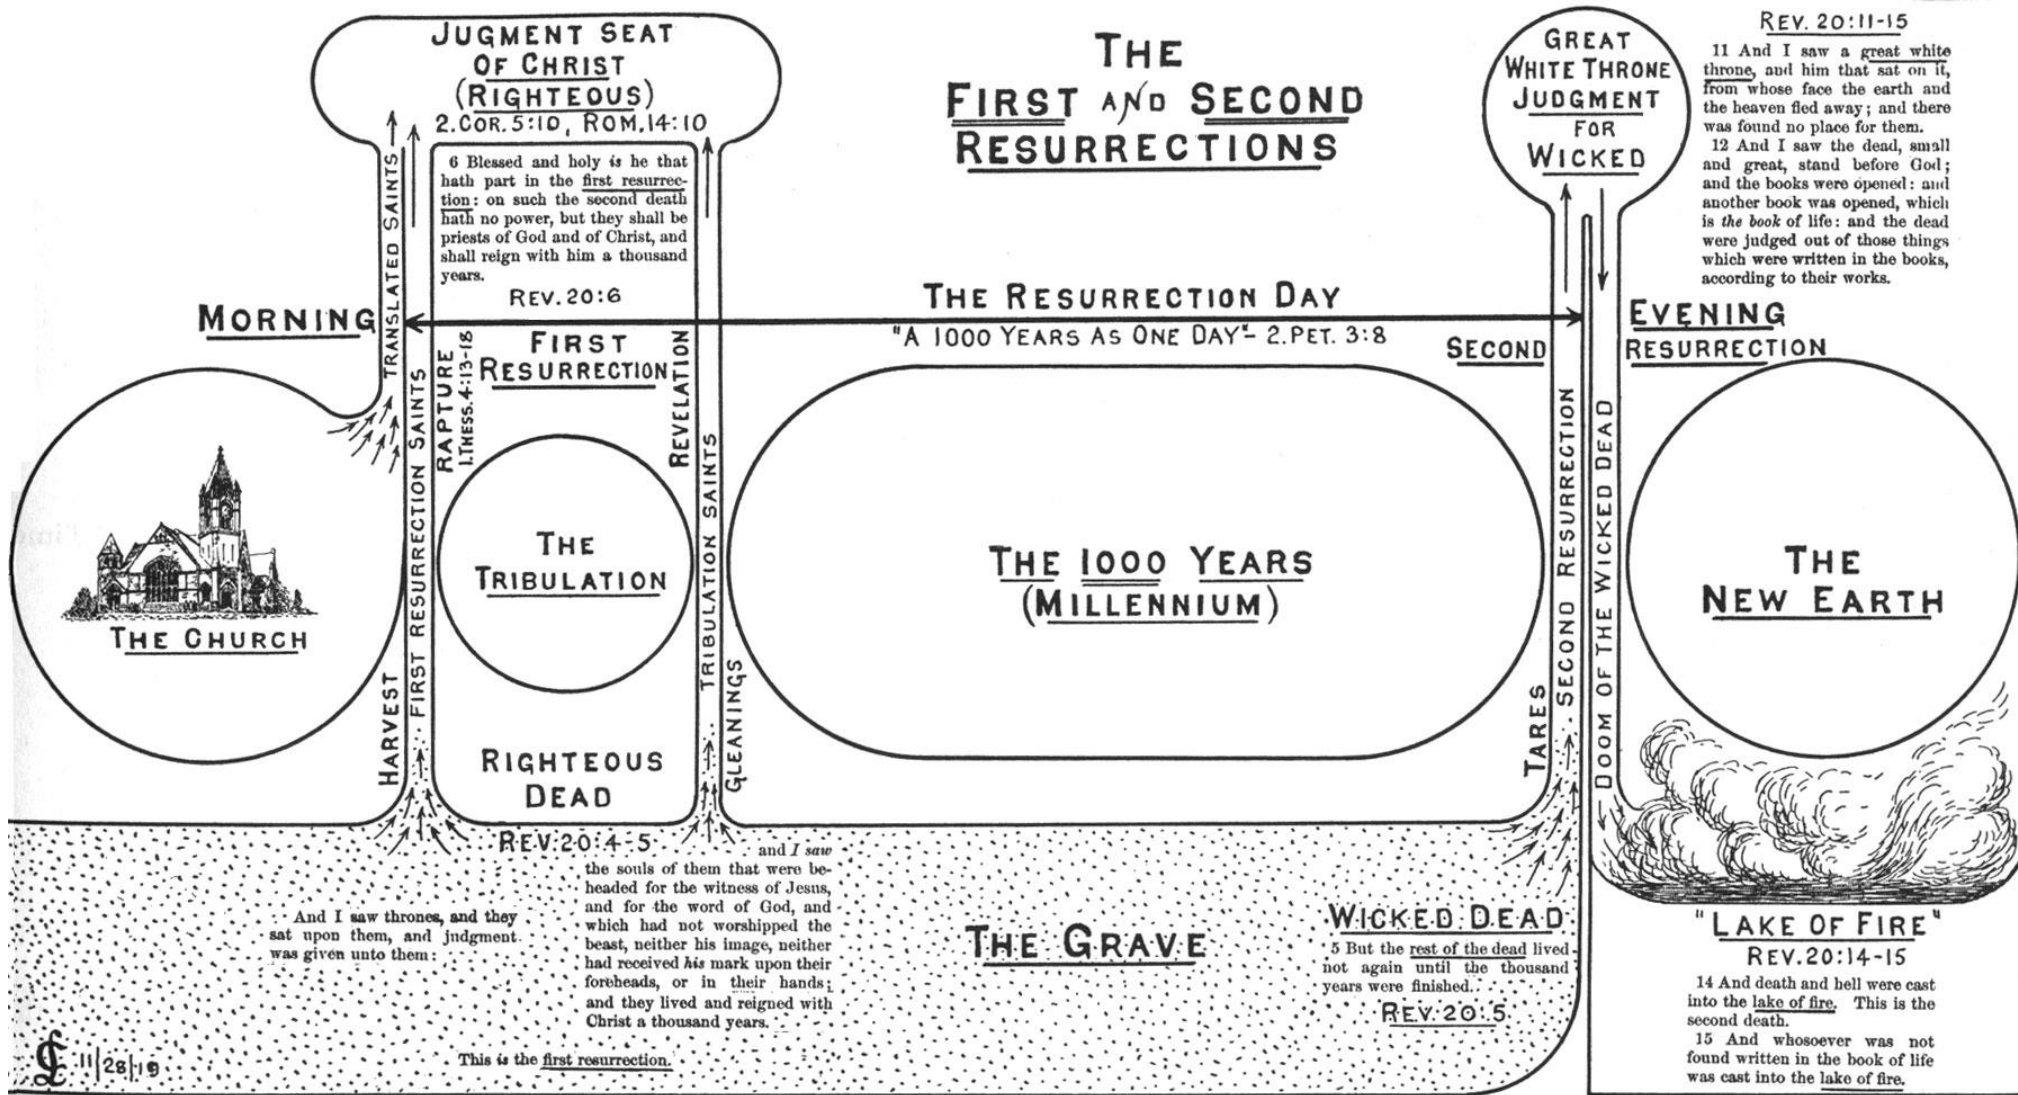 JUGMENT SEAT
OF CHRIST
(RIGHTEOUS)
2.COR.5:10, ROM.14:10
THE
FIRST AND SECOND
RESURRECTIONS
GREAT
WHITE THRONE
JUDGMENT
FOR
WICKED
REV. 20:11-15
11 And I saw a great white
throne, and him that sat on it,
from whose face the earth and
the heaven fled away; and there
was found no place for them.
12 And I saw the dead, small
and great, stand before God;
and the books were opened: and
another book was opened, which
is the book of life: and the dead
were judged out of those things
which were written in the books,
according to their works.
6 Blessed and holy is he that
hath part in the first resurrec-
tion: on such the second death
hath no power, but they shall be
priests of God and of Christ, and
shall reign with him a thousand
years.
REV. 20:6
TRANSLATED SAINTS
MORNING
THE RESURRECTION DAY
"A 1000 YEARS AS ONE DAY"- 2.PET. 3:8
EVENING
FIRST
RESURRECTION
SECOND
RESURRECTION
RAPTURE
1.THESS.4:13-18
REVELATION
FIRST RESURRECTION SAINTS
TRIBULATION SAINTS
SECOND RESURRECTION
DOOM OF THE WICKED DEAD
THE CHURCH
THE
TRIBULATION
THE 1000 YEARS
(MILLENNIUM)
THE
NEW EARTH
HARVEST
GLEANINGS
TARES
RIGHTEOUS
DEAD
REV. 20:4-5
And I saw thrones, and they
sat upon them, and judgment
was given unto them:
and I saw
the souls of them that were be-
headed for the witness of Jesus,
and for the word of God, and
which had not worshipped the
beast, neither his image, neither
had received his mark upon their
foreheads, or in their hands;
and they lived and reigned with
Christ a thousand years.
This is the first resurrection.
THE GRAVE
WICKED DEAD
5 But the rest of the dead lived
not again until the thousand
years were finished.
REV. 20:5
"LAKE OF FIRE"
REV. 20:14-15
14 And death and hell were cast
into the lake of fire. This is the
second death.
15 And whosoever was not
found written in the book of life
was cast into the lake of fire.
11/28/19